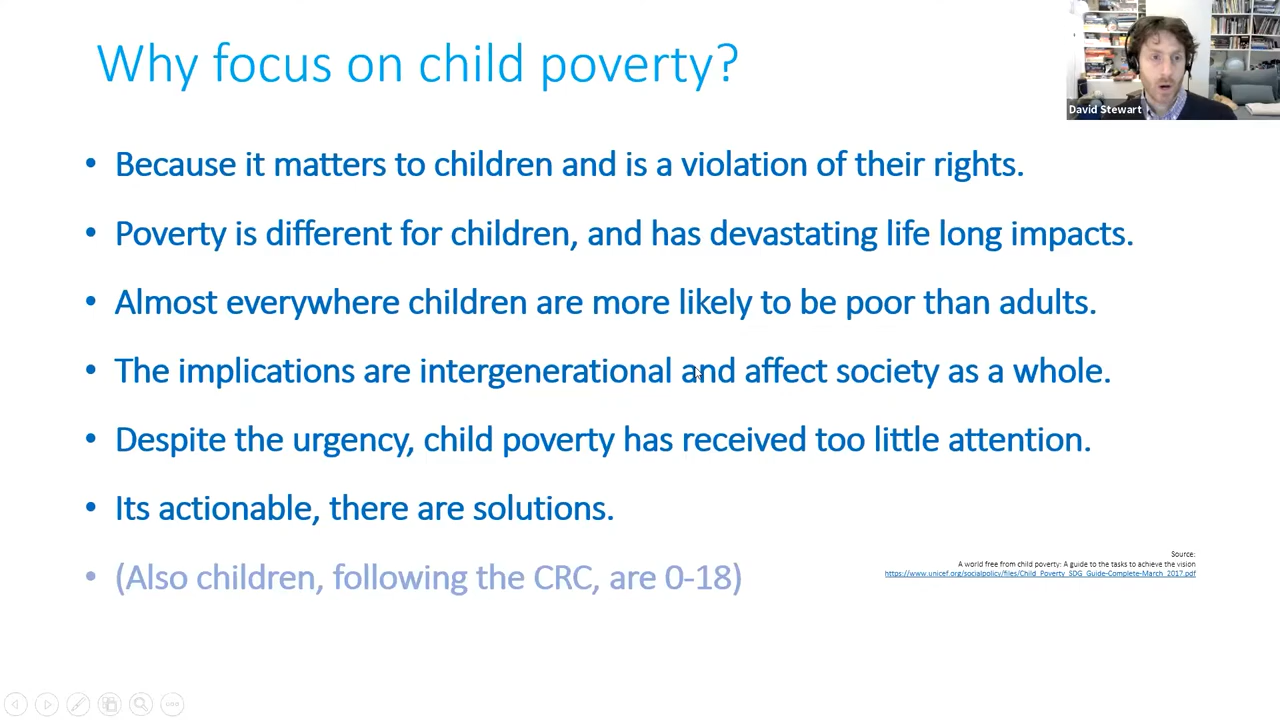 Why focus on child poverty?
David Stewart
• Because it matters to children and is a violation of their rights.
• Poverty is different for children, and has devastating life long impacts.
• Almost everywhere children are more likely to be poor than adults.
• The implications are intergenerational and affect society as a whole.
• Despite the urgency, child poverty has received too little attention.
• Its actionable, there are solutions.
• (Also children, following the CRC, are 0-18)
Source:
A world free from child poverty: A guide to the tasks to achieve the vision
https://www.unicef.org/socialpolicy/files/Child_Poverty_SDG_Guide-Complete-March_2017.pdf